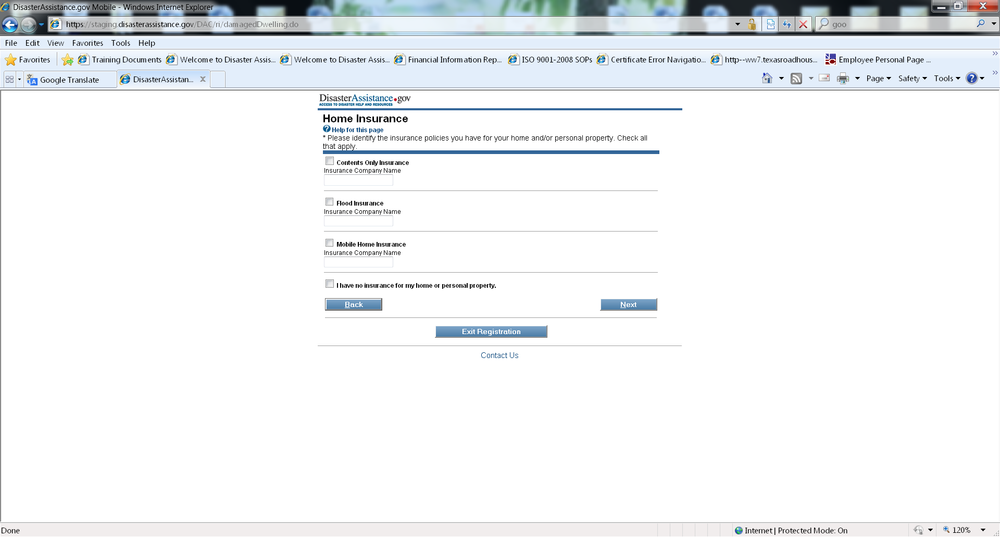 DisasterAssistance.gov Mobile - Windows Internet Explorer
https://staging.disasterassistance.gov/DAC/ri/damagedDwelling.do
goo
File Edit View Favorites Tools Help
Favorites Training Documents Welcome to Disaster Assis... Welcome to Disaster Assis... Financial Information Rep... ISO 9001-2008 SOPs Certificate Error Navigatio... http--ww7.texasroadhous... Employee Personal Page ...
Google Translate DisasterAssistan... Page Safety Tools
DisasterAssistance.gov
ACCESS TO DISASTER HELP AND RESOURCES
Home Insurance
Help for this page
* Please identify the insurance policies you have for your home and/or personal property. Check all
that apply.
Contents Only Insurance
Insurance Company Name
Flood Insurance
Insurance Company Name
Mobile Home Insurance
Insurance Company Name
I have no insurance for my home or personal property.
Back Next
Exit Registration
Contact Us
Done Internet | Protected Mode: On 120%